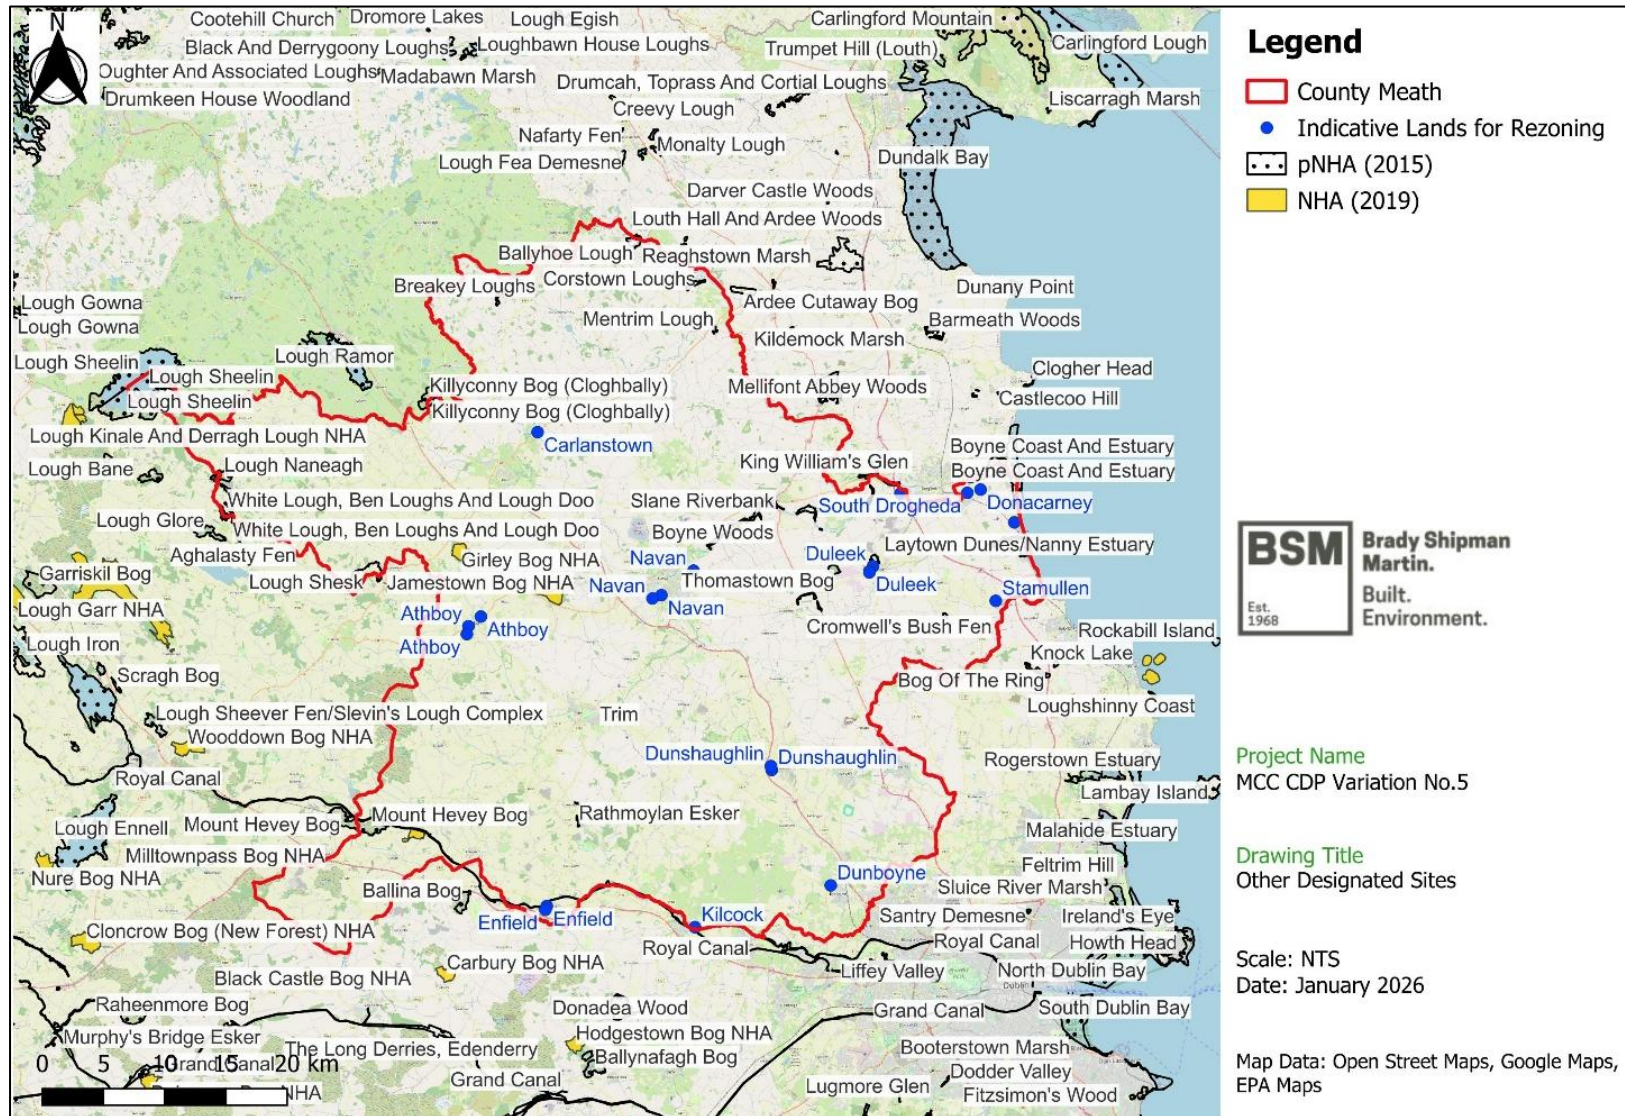 N
Cootehill Church
Dromore Lakes
Lough Egish
Carlingford Mountain
Black And Derrygoony Loughs
Loughbawn House Loughs
Trumpet Hill (Louth)
Carlingford Lough
Oughter And Associated Loughs
Madabawn Marsh
Drumcah, Toprass And Cortial Loughs
Drumkeen House Woodland
Creevy Lough
Liscarragh Marsh
Nafarty Fen
Monalty Lough
Lough Fea Demesne
Dundalk Bay
Darver Castle Woods
Louth Hall And Ardee Woods
Ballyhoe Lough
Reaghstown Marsh
Breakey Loughs
Corstown Loughs
Dunany Point
Ardee Cutaway Bog
Lough Gowna
Lough Gowna
Mentrim Lough
Barmeath Woods
Kildemock Marsh
Lough Sheelin
Lough Ramor
Clogher Head
Lough Sheelin
Lough Sheelin
Killyconny Bog (Cloghbally)
Killyconny Bog (Cloghbally)
Mellifont Abbey Woods
Castlecoo Hill
Lough Kinale And Derragh Lough NHA
Carlanstown
Boyne Coast And Estuary
Boyne Coast And Estuary
Lough Bane
Lough Naneagh
King William's Glen
White Lough, Ben Loughs And Lough Doo
Slane Riverbank
South Drogheda
Donacarney
Lough Glore
White Lough, Ben Loughs And Lough Doo
Boyne Woods
Laytown Dunes/Nanny Estuary
Aghalasty Fen
Girley Bog NHA
Navan
Duleek
Garriskil Bog
Lough Shesk
Jamestown Bog NHA
Thomastown Bog
Duleek
Stamullen
Lough Garr NHA
Navan
Navan
Athboy
Athboy
Athboy
Cromwell's Bush Fen
Rockabill Island
Lough Iron
Knock Lake
Scragh Bog
Bog Of The Ring
Lough Sheever Fen/Slevin's Lough Complex
Trim
Loughshinny Coast
Wooddown Bog NHA
Dunshaughlin
Dunshaughlin
Rogerstown Estuary
Royal Canal
Lambay Island
Lough Ennell
Mount Hevey Bog
Mount Hevey Bog
Rathmoylan Esker
Malahide Estuary
Milltownpass Bog NHA
Feltrim Hill
Nure Bog NHA
Ballina Bog
Dunboyne
Sluice River Marsh
Enfield
Enfield
Kilcock
Santry Demesne
Ireland's Eye
Cloncrow Bog (New Forest) NHA
Royal Canal
Royal Canal
Howth Head
Black Castle Bog NHA
Carbury Bog NHA
Liffey Valley
North Dublin Bay
Dublin
Raheenmore Bog
Donadea Wood
Grand Canal
South Dublin Bay
Murphy's Bridge Esker
Hodgestown Bog NHA
Grand Canal
The Long Derries, Edenderry
Ballynafagh Bog
Booterstown Marsh
Grand Canal
Dodder Valley
NHA
Lugmore Glen
Fitzsimon's Wood
0 5 10 15 20 km
Legend
County Meath
Indicative Lands for Rezoning
pNHA (2015)
NHA (2019)
BSM
Est.
1968
Brady Shipman
Martin.
Built.
Environment.
Project Name
MCC CDP Variation No.5
Drawing Title
Other Designated Sites
Scale: NTS
Date: January 2026
Map Data: Open Street Maps, Google Maps,
EPA Maps